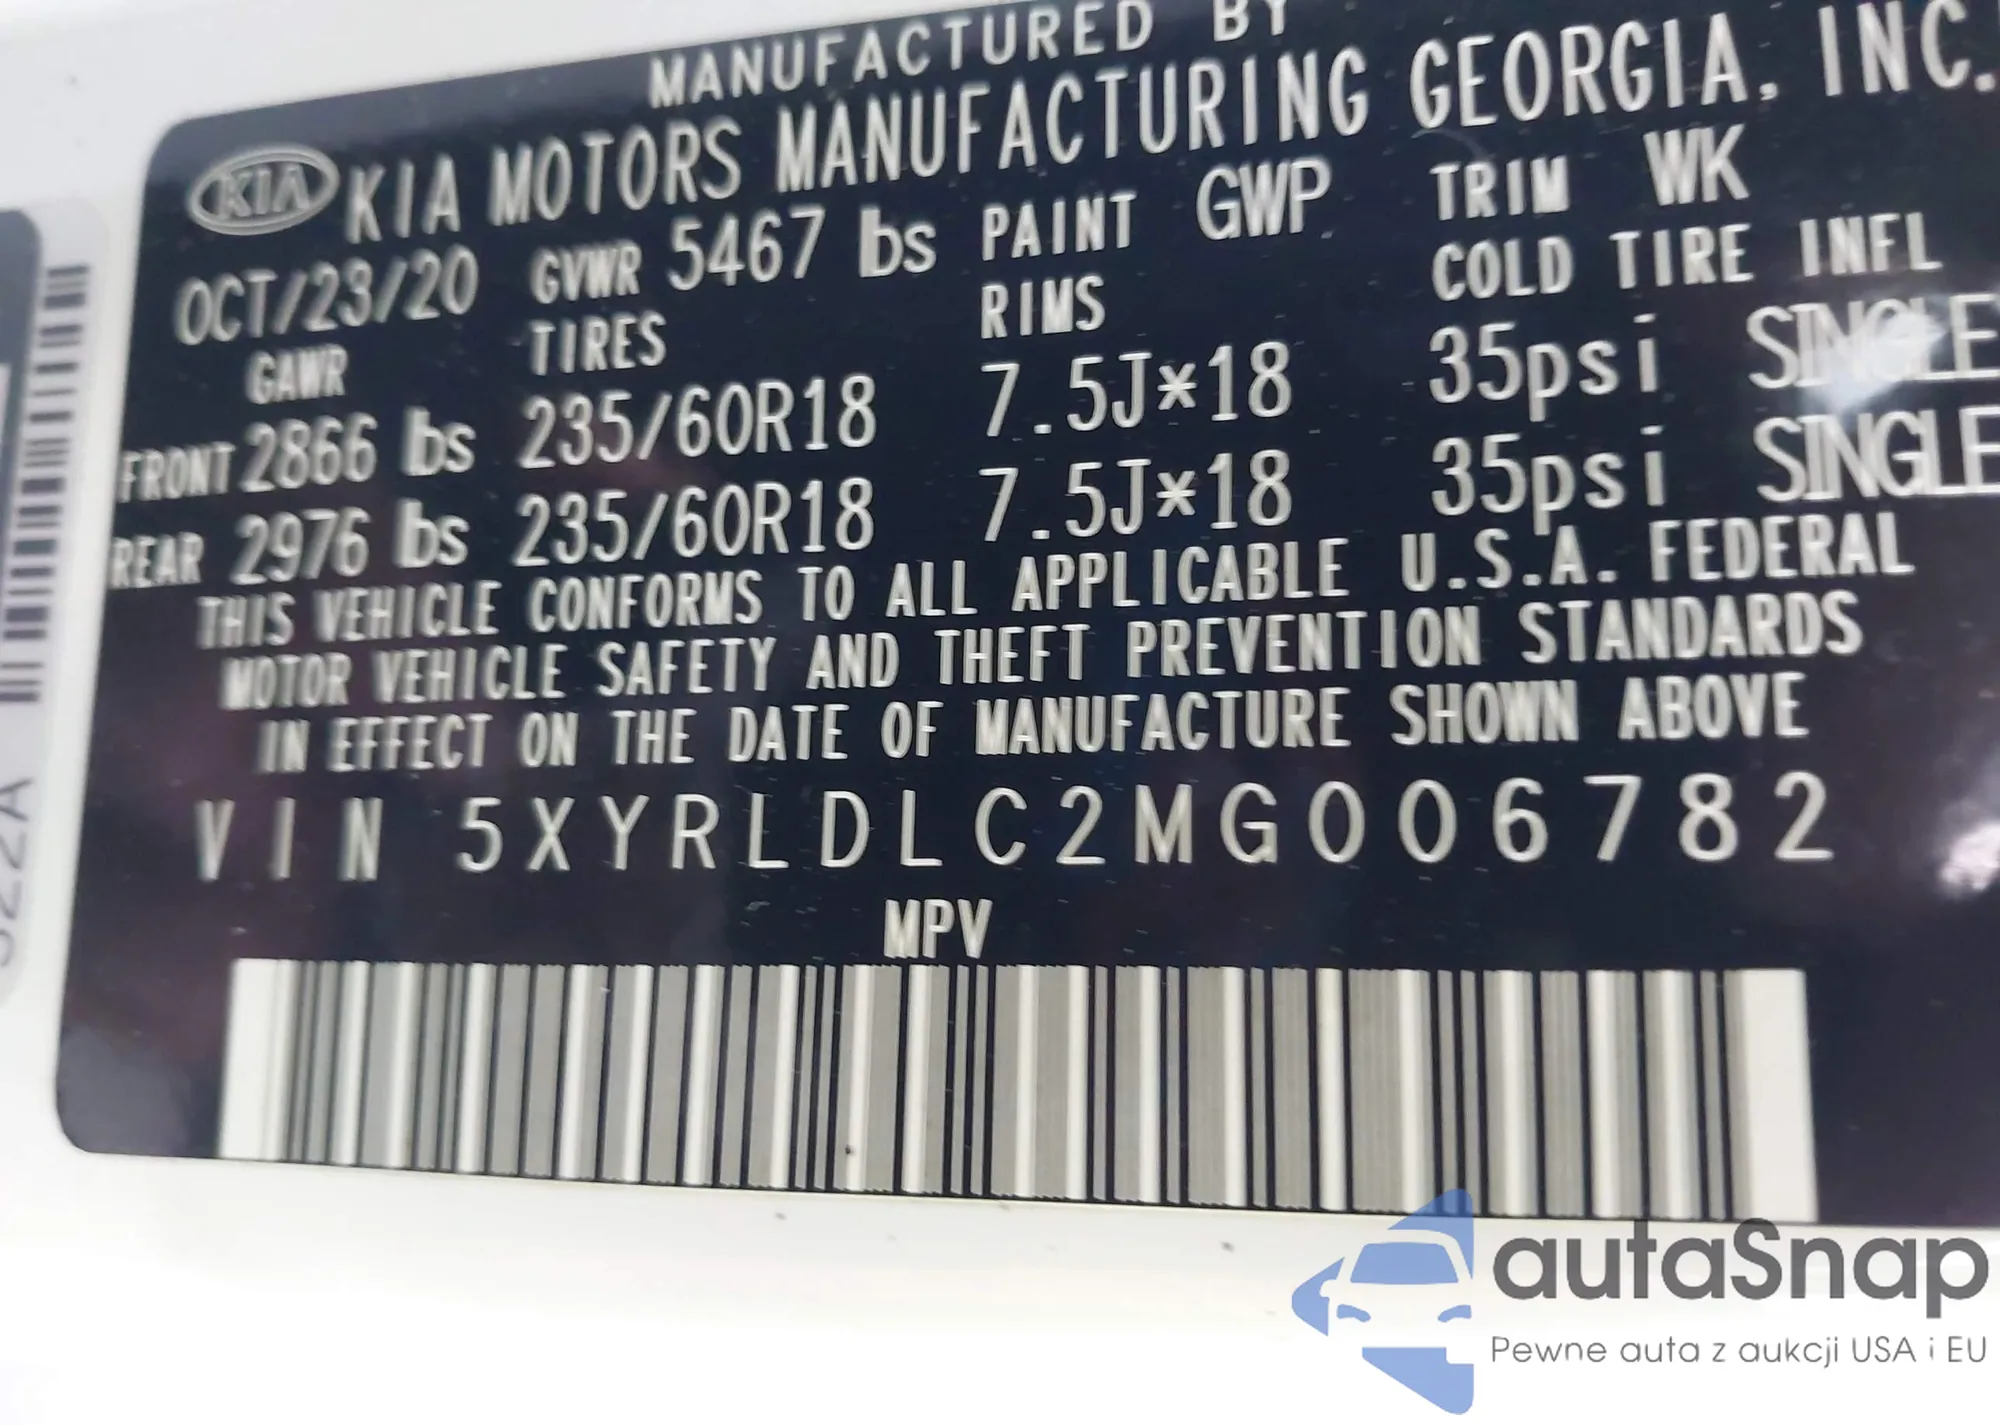 MANUFACTURED BY
KIA KIA MOTORS MANUFACTURING GEORGIA, INC.
OCT/23/20 GVWR 5467 lbs PAINT GWP TRIM WK
GAWR TIRES RIMS COLD TIRE INFL
FRONT 2866 lbs 235/60R18 7.5J*18 35psi SINGLE
REAR 2976 lbs 235/60R18 7.5J*18 35psi SINGLE
THIS VEHICLE CONFORMS TO ALL APPLICABLE U.S.A. FEDERAL
MOTOR VEHICLE SAFETY AND THEFT PREVENTION STANDARDS
IN EFFECT ON THE DATE OF MANUFACTURE SHOWN ABOVE
VIN 5XYRLDLC2MG006782
MPV
autaSnap
Pewne auta z aukcji USA i EU